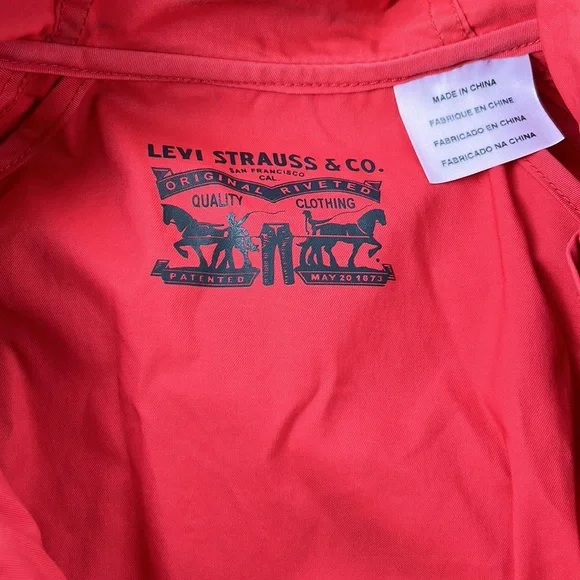 LEVI STRAUSS & CO.
SAN FRANCISCO
CAL.
ORIGINAL RIVETED
QUALITY CLOTHING
PATENTED MAY 20 1873
MADE IN CHINA
FABRIQUE EN CHINE
FABRICADO EN CHINA
FABRICADO NA CHINA